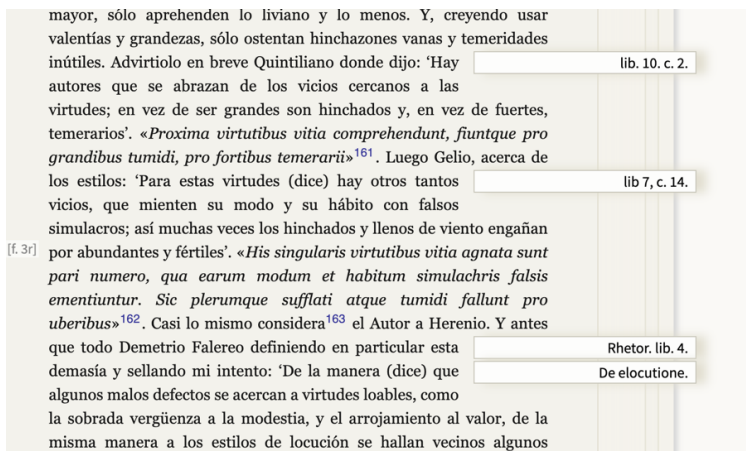 mayor, sólo aprehenden lo liviano y lo menos. Y, creyendo usar
valentías y grandezas, sólo ostentan hinchazones vanas y temeridades
inútiles. Advirtiolo en breve Quintiliano donde dijo: ‘Hay
lib. 10. c. 2.
autores que se abrazan de los vicios cercanos a las
virtudes; en vez de ser grandes son hinchados y, en vez de fuertes,
temerarios’. «Proxima virtutibus vitia comprehendunt, fiuntque pro
grandibus tumidi, pro fortibus temerarii»161. Luego Gelio, acerca de
los estilos: ‘Para estas virtudes (dice) hay otros tantos
lib 7, c. 14.
vicios, que mienten su modo y su hábito con falsos
simulacros; así muchas veces los hinchados y llenos de viento engañan
[f. 3r]
por abundantes y fértiles’. «His singularis virtutibus vitia agnata sunt
pari numero, qua earum modum et habitum simulachris falsis
ementiuntur. Sic plerumque sufflati atque tumidi fallunt pro
uberibus»162. Casi lo mismo considera163 el Autor a Herenio. Y antes
que todo Demetrio Falereo definiendo en particular esta
Rhetor. lib. 4.
demasía y sellando mi intento: ‘De la manera (dice) que
De elocutione.
algunos malos defectos se acercan a virtudes loables, como
la sobrada vergüenza a la modestia, y el arrojamiento al valor, de la
misma manera a los estilos de locución se hallan vecinos algunos